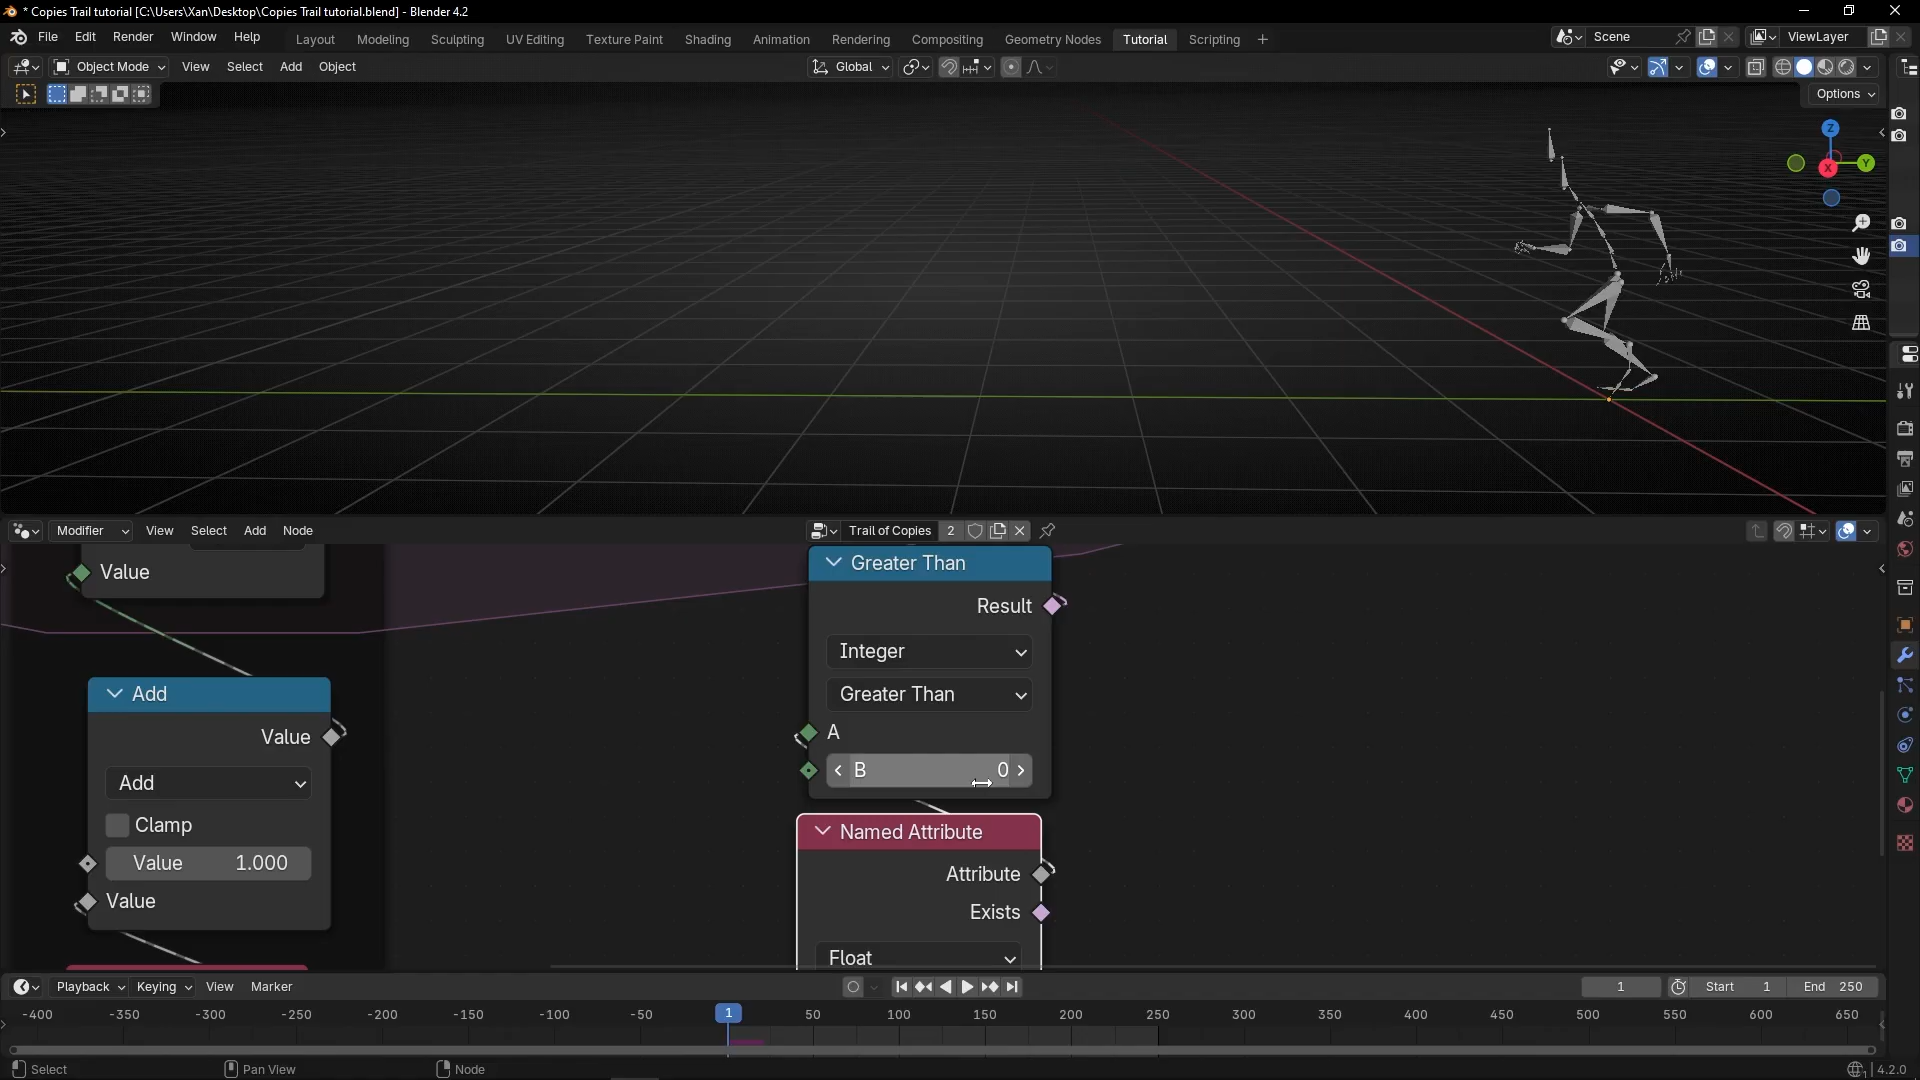 * Copies Trail tutorial [C:\Users\Xan\Desktop\Copies Trail tutorial.blend] - Blender 4.2
File Edit Render Window Help Layout Modeling Sculpting UV Editing Texture Paint Shading Animation Rendering Compositing Geometry Nodes Tutorial Scripting + Scene ViewLayer
Object Mode View Select Add Object Global
Options
Z
Y
X
Modifier View Select Add Node Trail of Copies 2
Value
Greater Than
Result
Integer
Greater Than
A
B 0
Add
Value
Add
Clamp
Value 1.000
Value
Named Attribute
Attribute
Exists
Float
Playback Keying View Marker 1 Start 1 End 250
-400 -350 -300 -250 -200 -150 -100 -50 1 50 100 150 200 250 300 350 400 450 500 550 600 650
Select Pan View Node 4.2.0